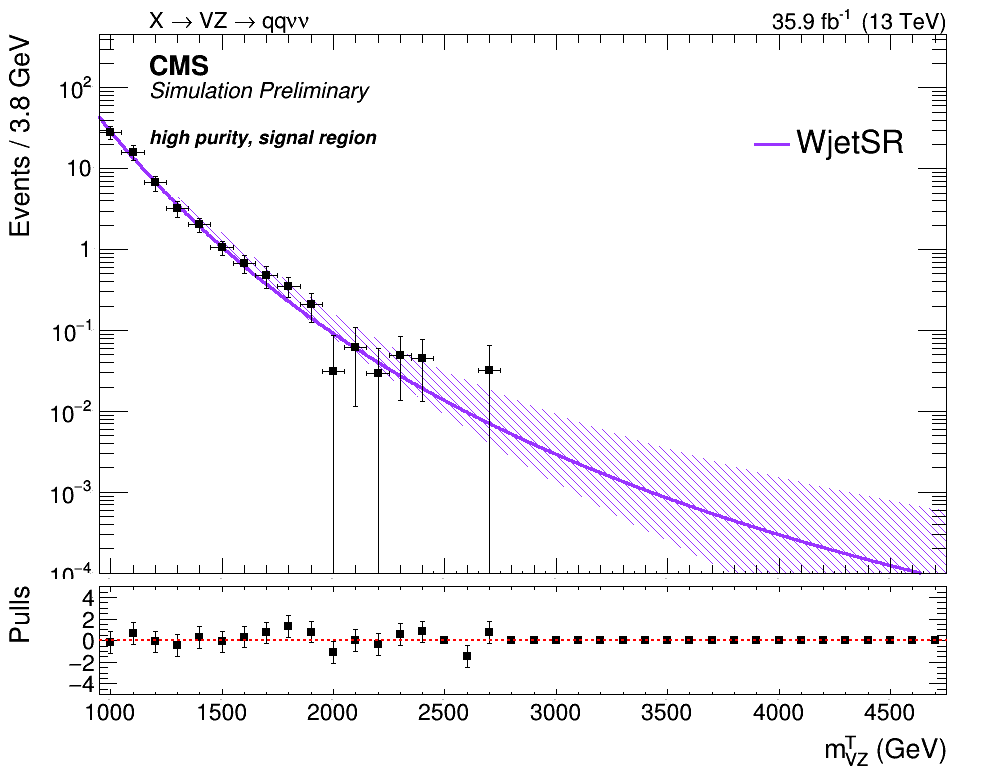 X → VZ → qqνν
35.9 fb⁻¹ (13 TeV)
CMS
Simulation Preliminary
high purity, signal region
WjetSR
Events / 3.8 GeV
10²
10
1
10⁻¹
10⁻²
10⁻³
10⁻⁴
Pulls
4
2
0
−2
−4
1000 1500 2000 2500 3000 3500 4000 4500
m^T_VZ (GeV)